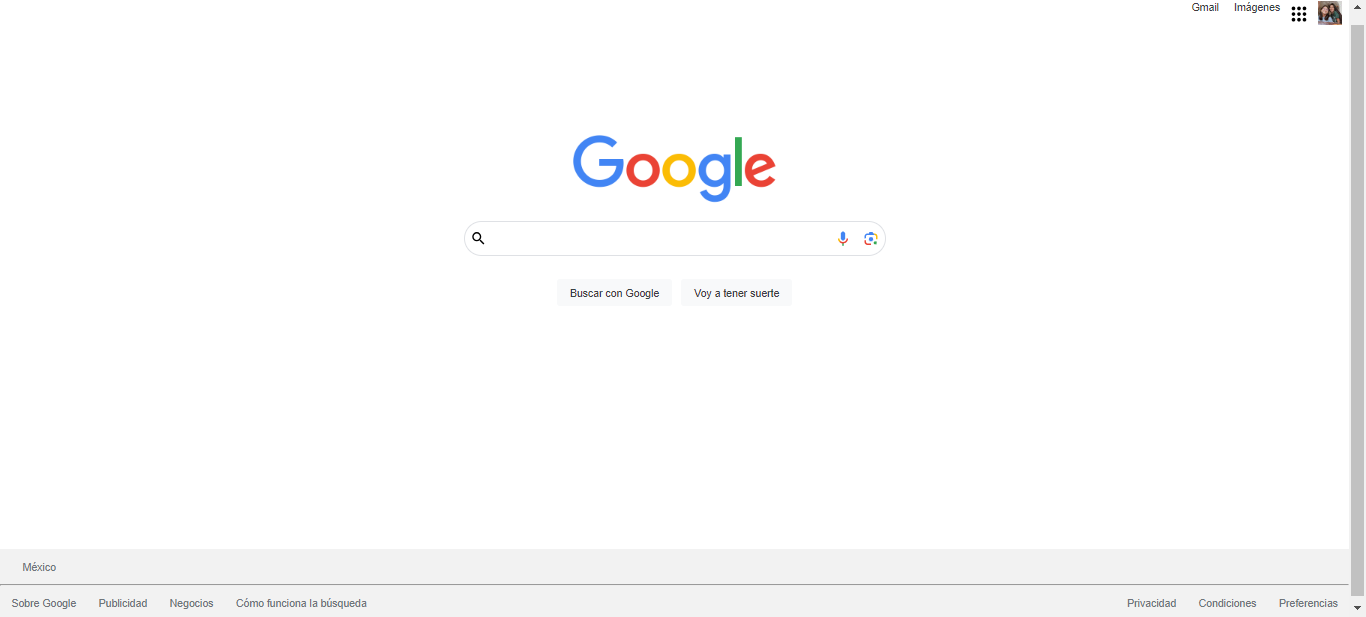 Gmail Imágenes
Google
Buscar con Google Voy a tener suerte
México
Sobre Google Publicidad Negocios Cómo funciona la búsqueda Privacidad Condiciones Preferencias